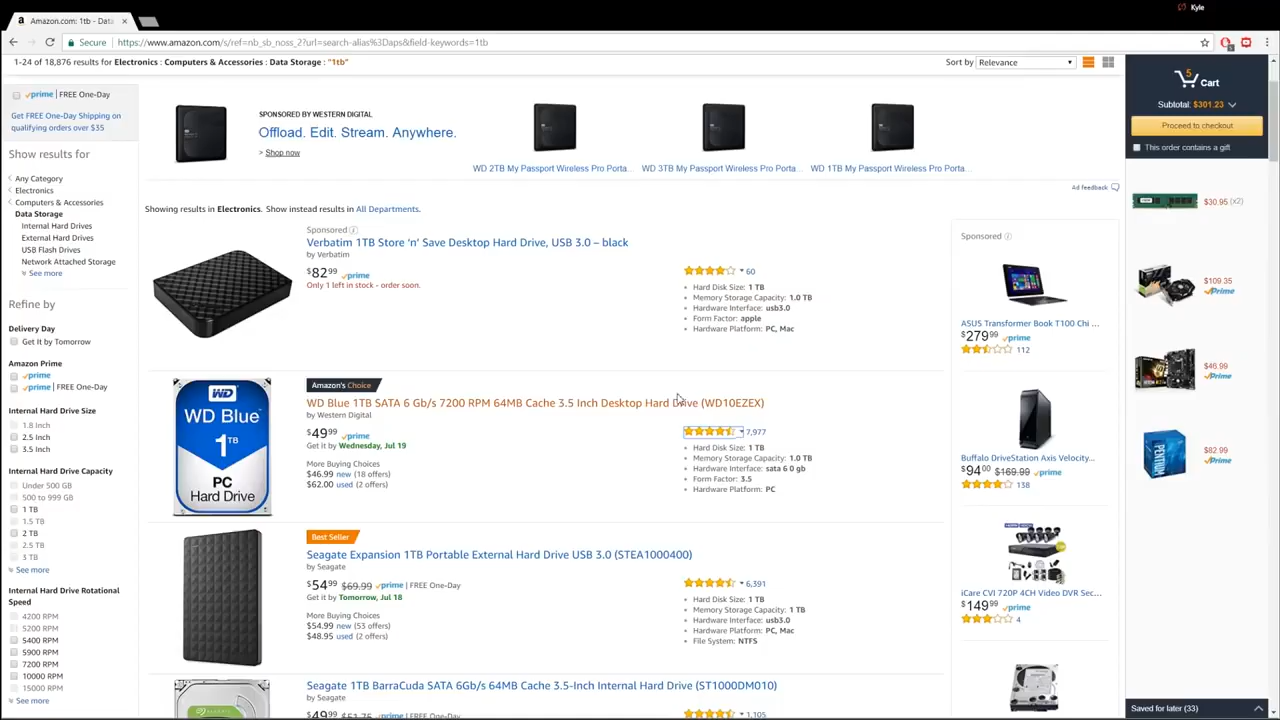 Kyle
Amazon.com: 1tb - Data
Secure
https://www.amazon.com/s/ref=nb_sb_noss_2?url=search-alias%3Daps&field-keywords=1tb
1-24 of 18,876 results for Electronics : Computers & Accessories : Data Storage : "1tb"
Sort by Relevance
prime | FREE One-Day
Get FREE One-Day Shipping on
qualifying orders over $35
Show results for
Any Category
Electronics
Computers & Accessories
Data Storage
Internal Hard Drives
External Hard Drives
USB Flash Drives
Network Attached Storage
See more
Refine by
Delivery Day
Get It by Tomorrow
Amazon Prime
prime
prime | FREE One-Day
Internal Hard Drive Size
1.8 Inch
2.5 Inch
3.5 Inch
Internal Hard Drive Capacity
Under 500 GB
500 to 999 GB
1 TB
1.5 TB
2 TB
2.5 TB
3 TB
See more
Internal Hard Drive Rotational
Speed
4200 RPM
5200 RPM
5400 RPM
5900 RPM
7200 RPM
10000 RPM
15000 RPM
See more
SPONSORED BY WESTERN DIGITAL
Offload. Edit. Stream. Anywhere.
> Shop now
WD 2TB My Passport Wireless Pro Porta...
WD 3TB My Passport Wireless Pro Porta...
WD 1TB My Passport Wireless Pro Porta...
Ad feedback
Showing results in Electronics. Show instead results in All Departments.
Sponsored
Verbatim 1TB Store 'n' Save Desktop Hard Drive, USB 3.0 – black
by Verbatim
$82 99 prime
Only 1 left in stock - order soon.
60
Hard Disk Size: 1 TB
Memory Storage Capacity: 1.0 TB
Hardware Interface: usb3.0
Form Factor: apple
Hardware Platform: PC, Mac
WD
WD Blue
1TB
PC
Hard Drive
Amazon's Choice
WD Blue 1TB SATA 6 Gb/s 7200 RPM 64MB Cache 3.5 Inch Desktop Hard Drive (WD10EZEX)
by Western Digital
$49 99 prime
Get it by Wednesday, Jul 19
More Buying Choices
$46.99 new (18 offers)
$62.00 used (2 offers)
7,977
Hard Disk Size: 1 TB
Memory Storage Capacity: 1.0 TB
Hardware Interface: sata 6 0 gb
Form Factor: 3.5
Hardware Platform: PC
Best Seller
Seagate Expansion 1TB Portable External Hard Drive USB 3.0 (STEA1000400)
by Seagate
$54 99 $69.99 prime | FREE One-Day
Get it by Tomorrow, Jul 18
More Buying Choices
$54.99 new (53 offers)
$48.95 used (2 offers)
6,391
Hard Disk Size: 1 TB
Memory Storage Capacity: 1 TB
Hardware Interface: usb3.0
Hardware Platform: PC, Mac
File System: NTFS
Seagate 1TB BarraCuda SATA 6Gb/s 64MB Cache 3.5-Inch Internal Hard Drive (ST1000DM010)
by Seagate
$49 99 $51.75 prime | FREE One-Day
1,105
Sponsored
ASUS Transformer Book T100 Chi ...
$279 99 prime
112
Buffalo DriveStation Axis Velocity...
$94 00 $169.99 prime
138
iCare CVI 720P 4CH Video DVR Sec...
$149 99 prime
4
5
Cart
Subtotal: $301.23
Proceed to checkout
This order contains a gift
$30.95 (x2)
$109.35
Prime
$46.99
Prime
$82.99
Prime
Saved for later (33)